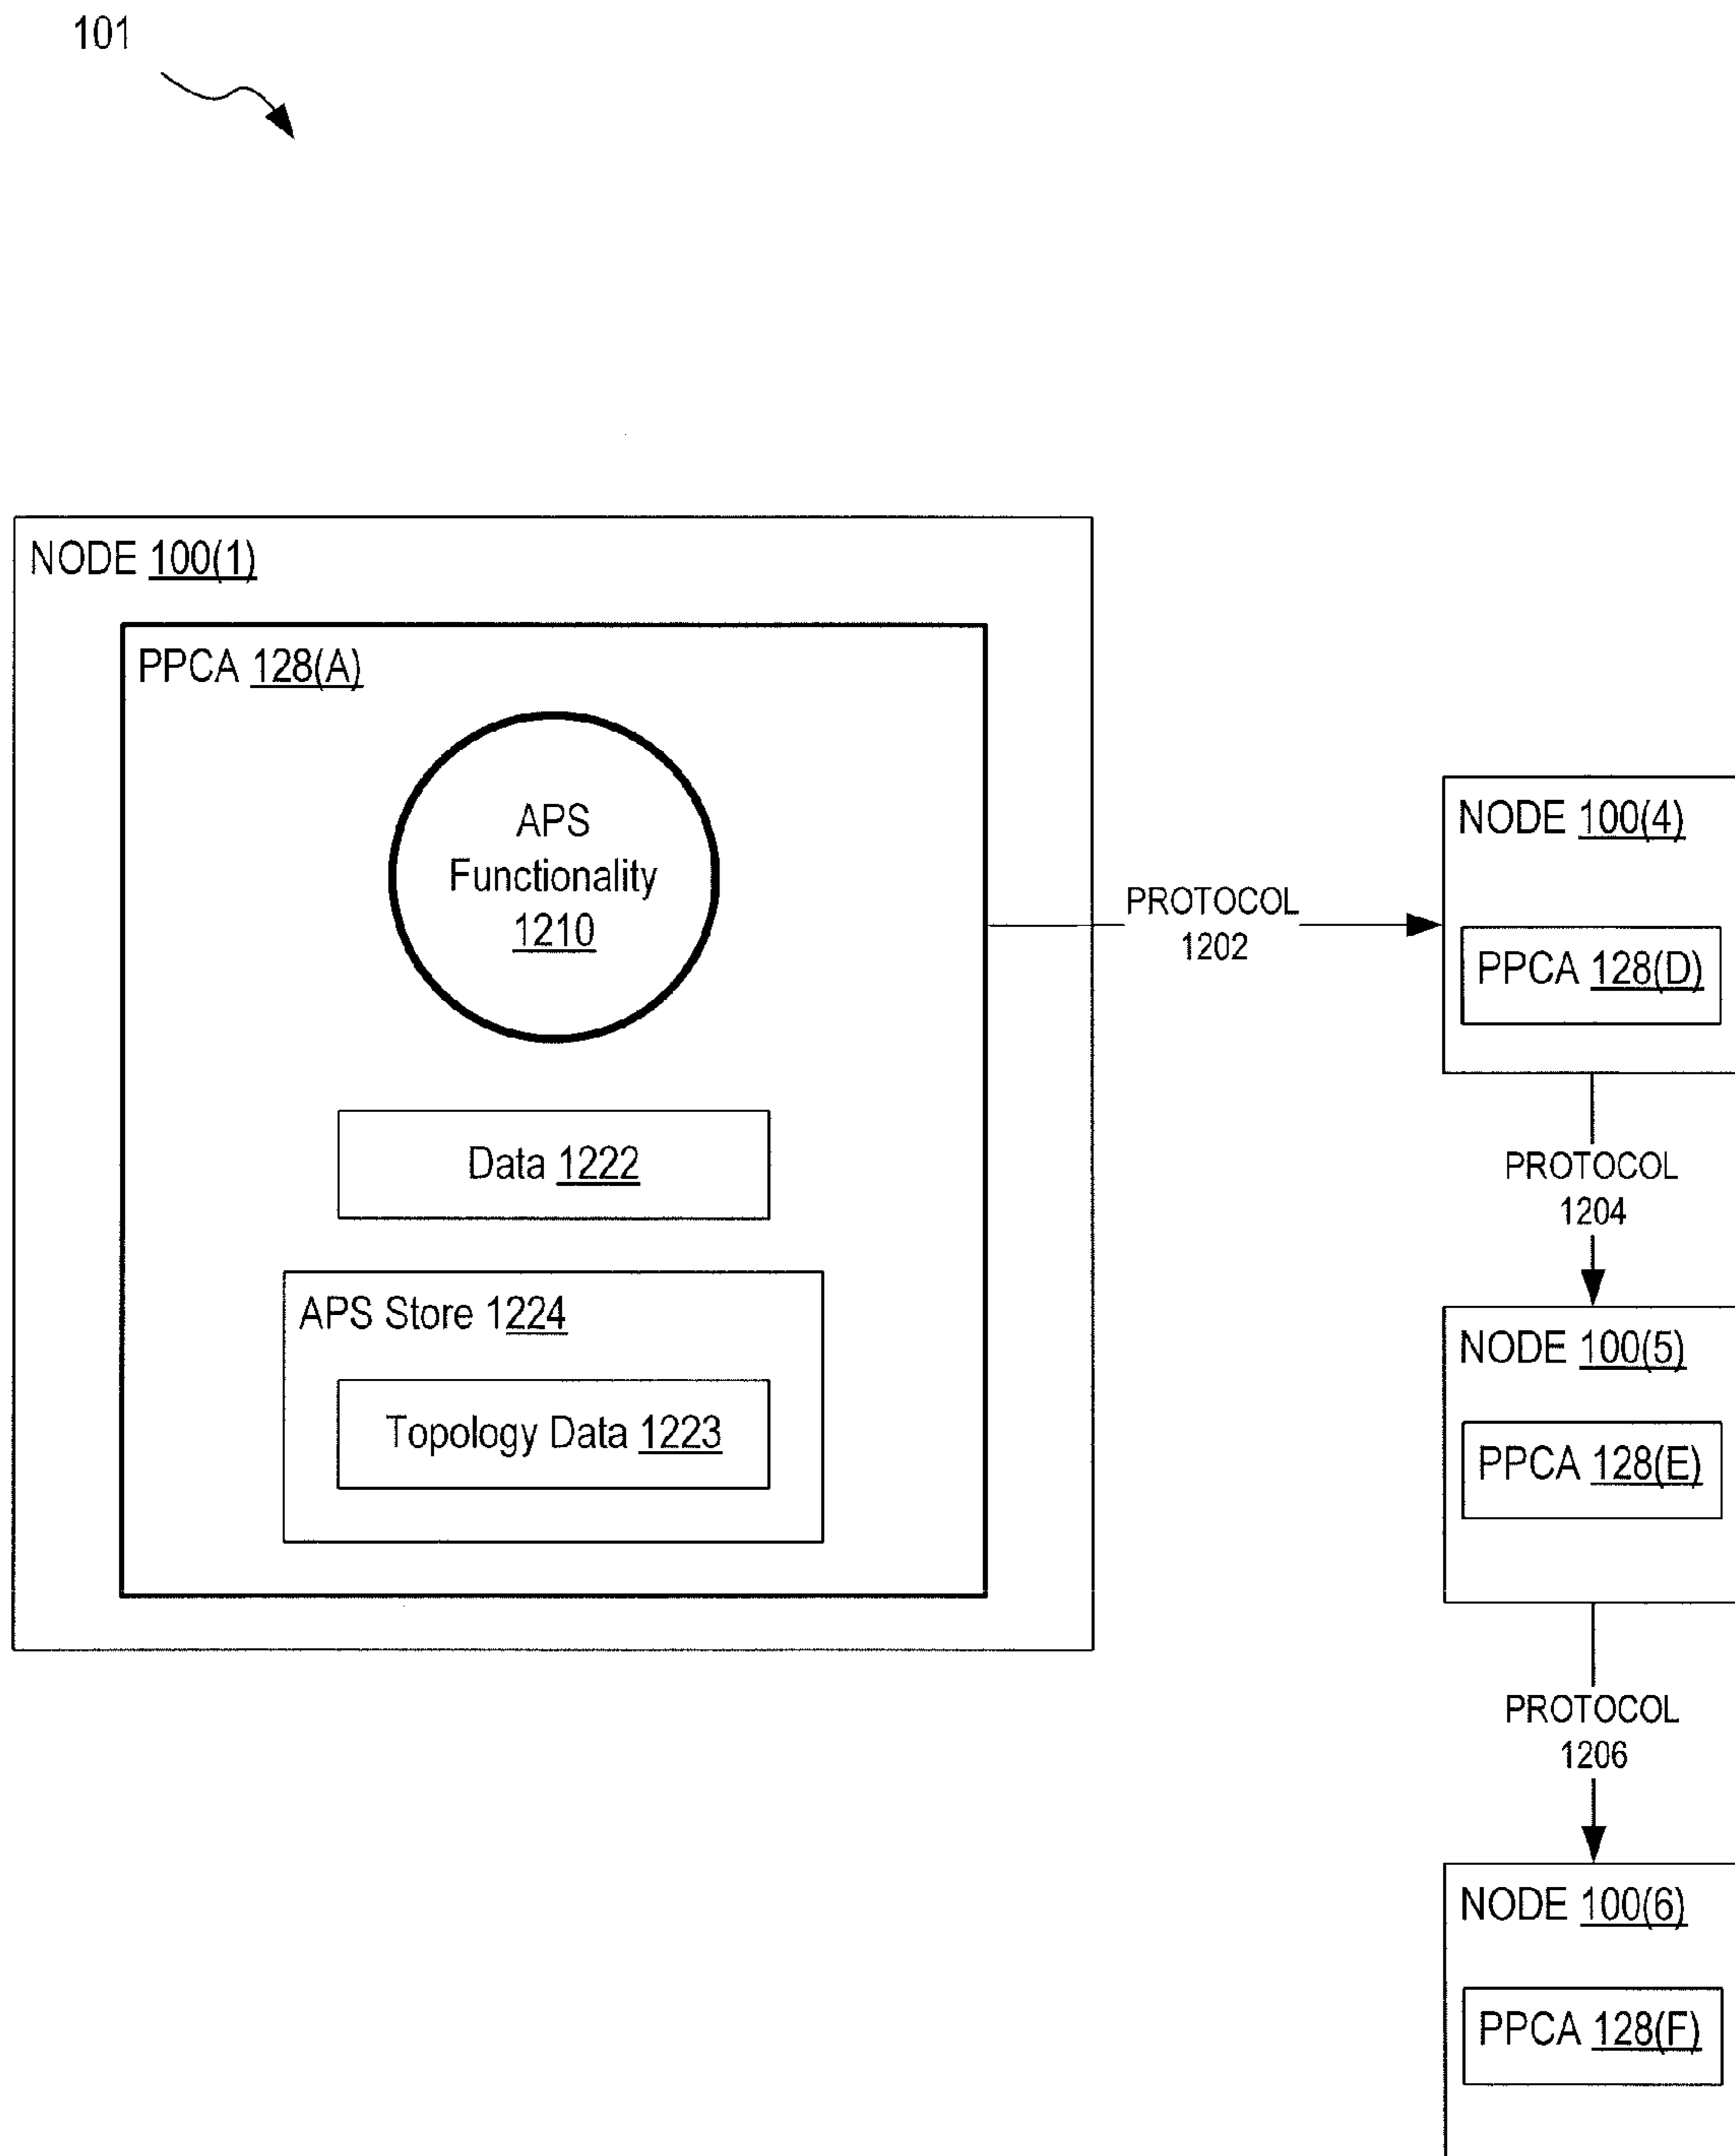 101
NODE 100(1)
PPCA 128(A)
APS
Functionality
1210
Data 1222
APS Store 1224
Topology Data 1223
PROTOCOL
1202
NODE 100(4)
PPCA 128(D)
PROTOCOL
1204
NODE 100(5)
PPCA 128(E)
PROTOCOL
1206
NODE 100(6)
PPCA 128(F)